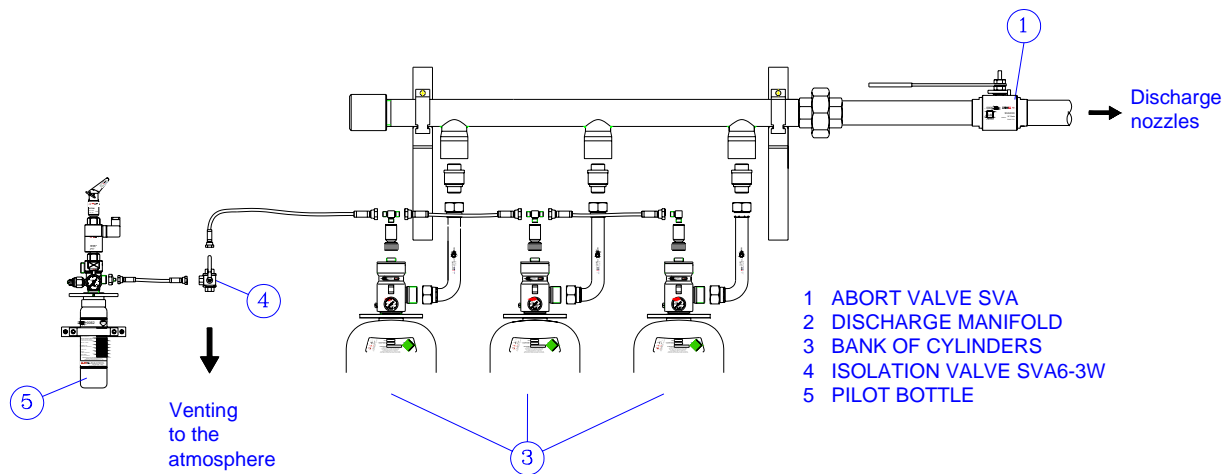 1
Discharge
nozzles
4
5
Venting
to the
atmosphere
3
1 ABORT VALVE SVA
2 DISCHARGE MANIFOLD
3 BANK OF CYLINDERS
4 ISOLATION VALVE SVA6-3W
5 PILOT BOTTLE